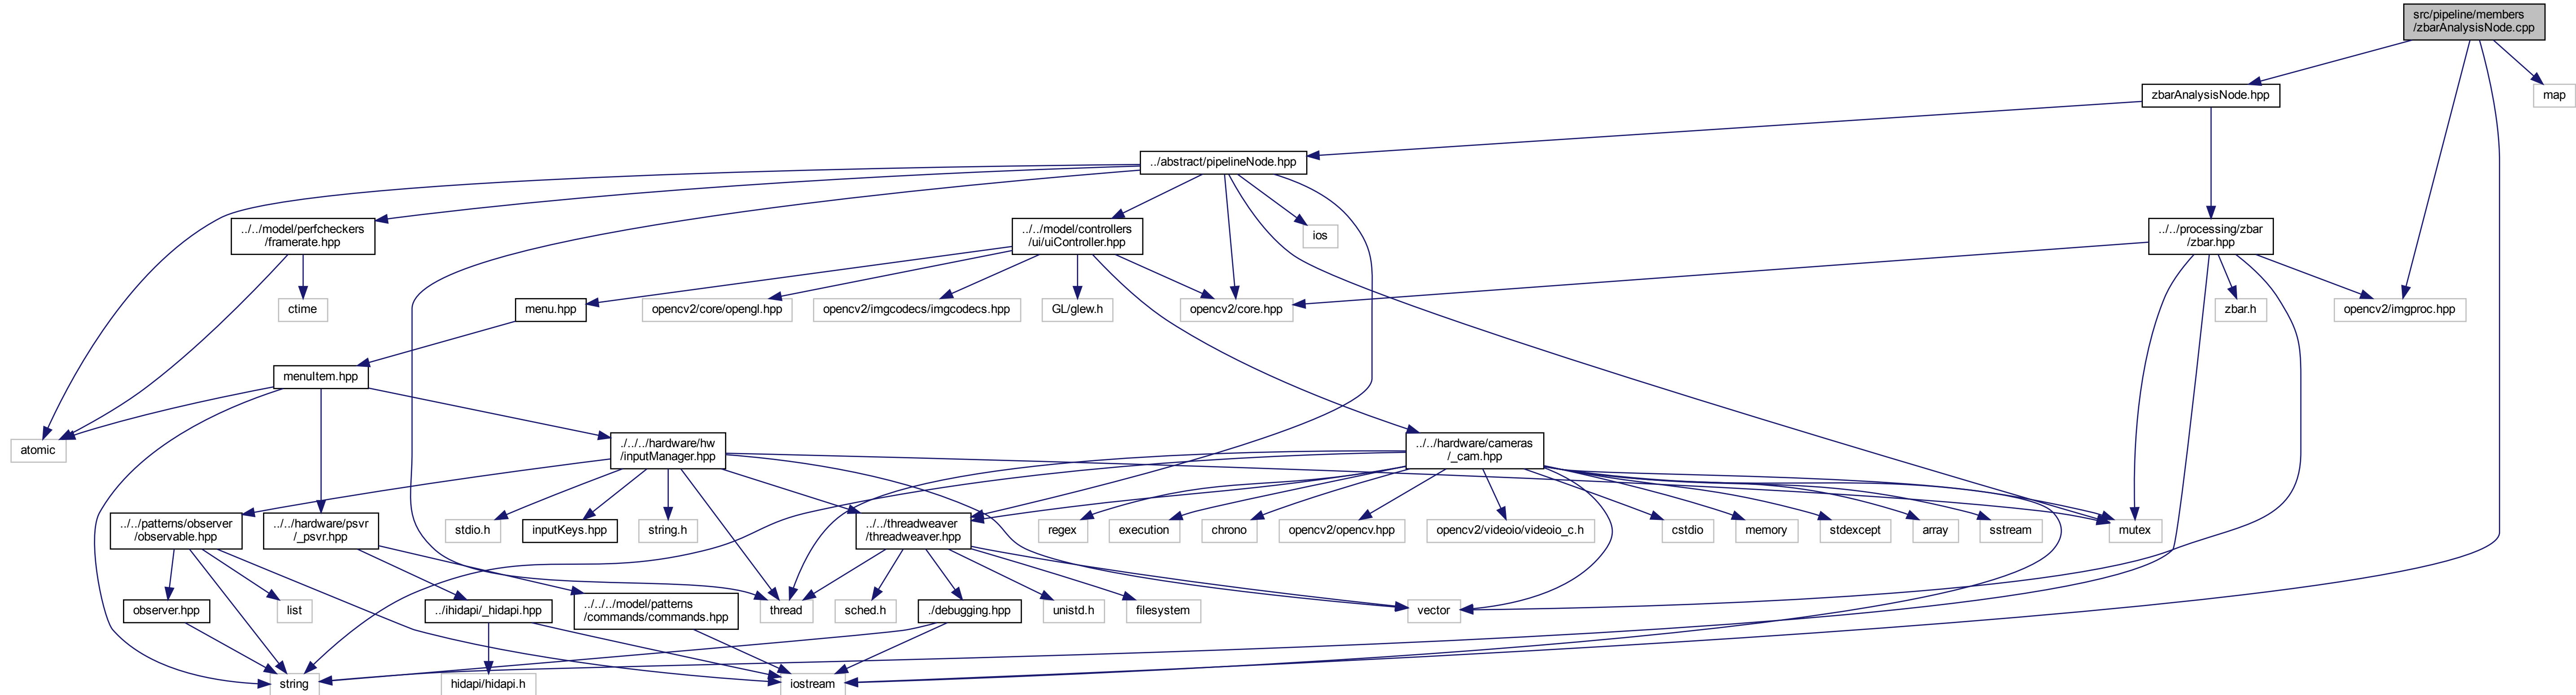 src/pipeline/members
/zbarAnalysisNode.cpp
zbarAnalysisNode.hpp
map
../abstract/pipelineNode.hpp
../../model/perfcheckers
/framerate.hpp
../../model/controllers
/ui/uiController.hpp
ios
../../processing/zbar
/zbar.hpp
ctime
menu.hpp
opencv2/core/opengl.hpp
opencv2/imgcodecs/imgcodecs.hpp
GL/glew.h
opencv2/core.hpp
zbar.h
opencv2/imgproc.hpp
menuItem.hpp
atomic
./../../hardware/hw
/inputManager.hpp
../../hardware/cameras
/_cam.hpp
../../patterns/observer
/observable.hpp
../../hardware/psvr
/_psvr.hpp
stdio.h
inputKeys.hpp
string.h
../../threadweaver
/threadweaver.hpp
regex
execution
chrono
opencv2/opencv.hpp
opencv2/videoio/videoio_c.h
cstdio
memory
stdexcept
array
sstream
mutex
observer.hpp
list
../ihidapi/_hidapi.hpp
../../../model/patterns
/commands/commands.hpp
thread
sched.h
./debugging.hpp
unistd.h
filesystem
vector
string
hidapi/hidapi.h
iostream